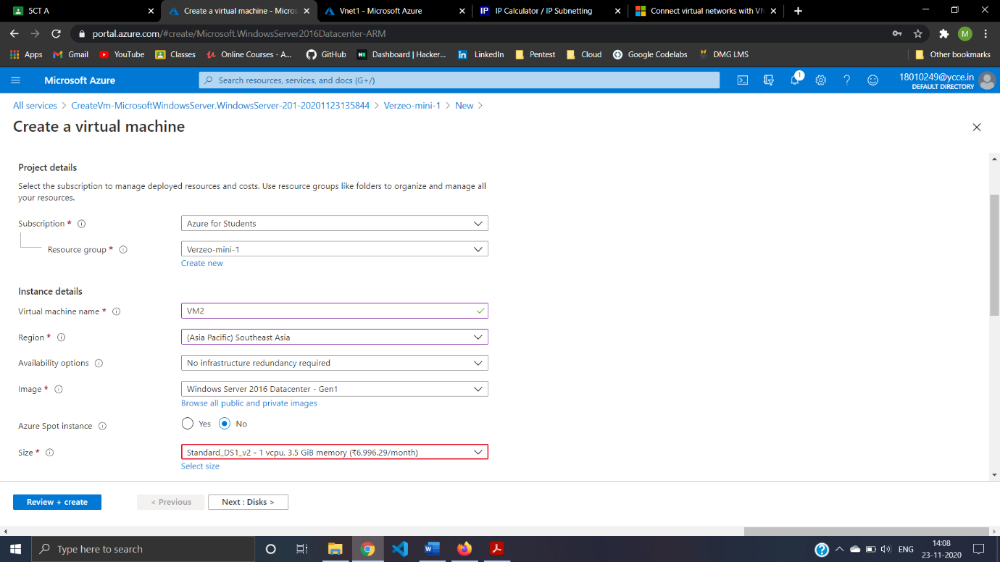 5CT A
Create a virtual machine - Micros
Vnet1 - Microsoft Azure
IP
IP Calculator / IP Subnetting
Connect virtual networks with VN
portal.azure.com/#create/Microsoft.WindowsServer2016Datacenter-ARM
M
Apps
Gmail
YouTube
Classes
Online Courses - A...
GitHub
Dashboard | Hacker...
LinkedIn
Pentest
Cloud
Google Codelabs
DMG LMS
Other bookmarks
Microsoft Azure
Search resources, services, and docs (G+/)
1
18010249@ycce.in
DEFAULT DIRECTORY
All services > CreateVm-MicrosoftWindowsServer.WindowsServer-201-20201123135844 > Verzeo-mini-1 > New >
Create a virtual machine
Project details
Select the subscription to manage deployed resources and costs. Use resource groups like folders to organize and manage all
your resources.
Subscription * Azure for Students
Resource group * Verzeo-mini-1
Create new
Instance details
Virtual machine name * VM2
Region * (Asia Pacific) Southeast Asia
Availability options No infrastructure redundancy required
Image * Windows Server 2016 Datacenter - Gen1
Browse all public and private images
Azure Spot instance Yes No
Size * Standard_DS1_v2 - 1 vcpu, 3.5 GiB memory (₹6,996.29/month)
Select size
Review + create < Previous Next : Disks >
Type here to search
ENG
14:08
23-11-2020